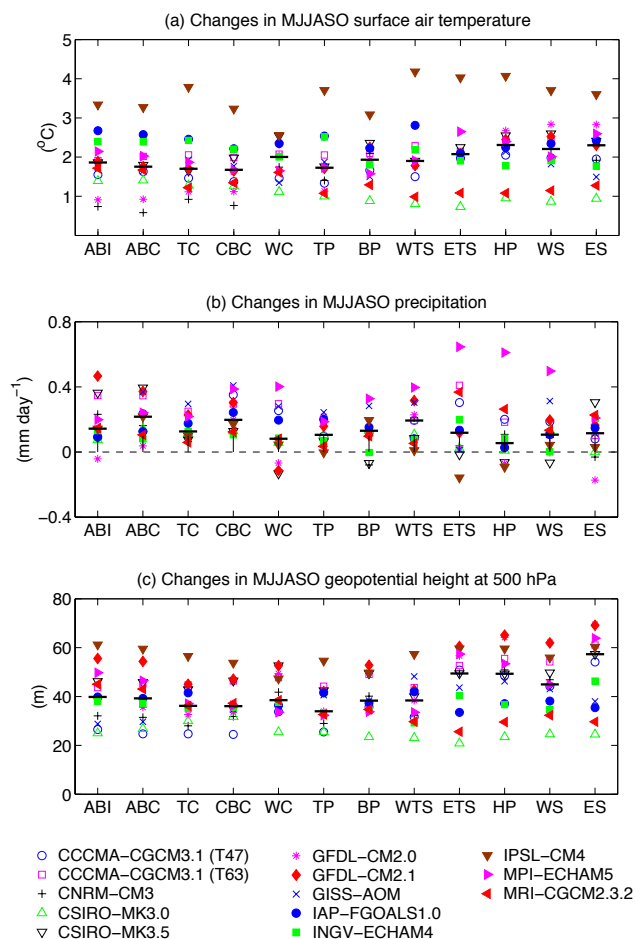 (a) Changes in MJJASO surface air temperature
5
4
3
2
1
(⁰C)
ABI ABC TC CBC WC TP BP WTS ETS HP WS ES
(b) Changes in MJJASO precipitation
0.8
0.4
0
−0.4
(mm day⁻¹)
ABI ABC TC CBC WC TP BP WTS ETS HP WS ES
(c) Changes in MJJASO geopotential height at 500 hPa
80
60
40
20
0
(m)
ABI ABC TC CBC WC TP BP WTS ETS HP WS ES
CCCMA−CGCM3.1 (T47)
CCCMA−CGCM3.1 (T63)
CNRM−CM3
CSIRO−MK3.0
CSIRO−MK3.5
GFDL−CM2.0
GFDL−CM2.1
GISS−AOM
IAP−FGOALS1.0
INGV−ECHAM4
IPSL−CM4
MPI−ECHAM5
MRI−CGCM2.3.2